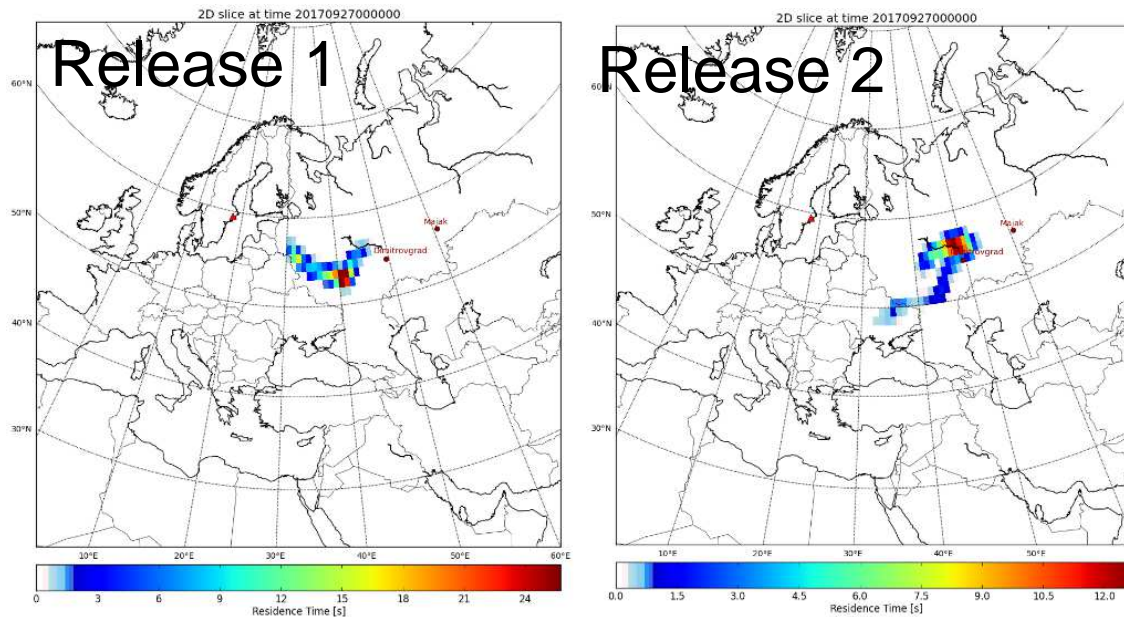 2D slice at time 20170927000000
Release 1
60°N
50°N
40°N
30°N
Majak
Dimitrovgrad
10°E 20°E 30°E 40°E 50°E 60°E
0 3 6 9 12 15 18 21 24
Residence Time [s]
2D slice at time 20170927000000
Release 2
50°N
40°N
30°N
Majak
10°E 20°E 30°E 40°E 50°E
0.0 1.5 3.0 4.5 6.0 7.5 9.0 10.5 12.0
Residence Time [s]